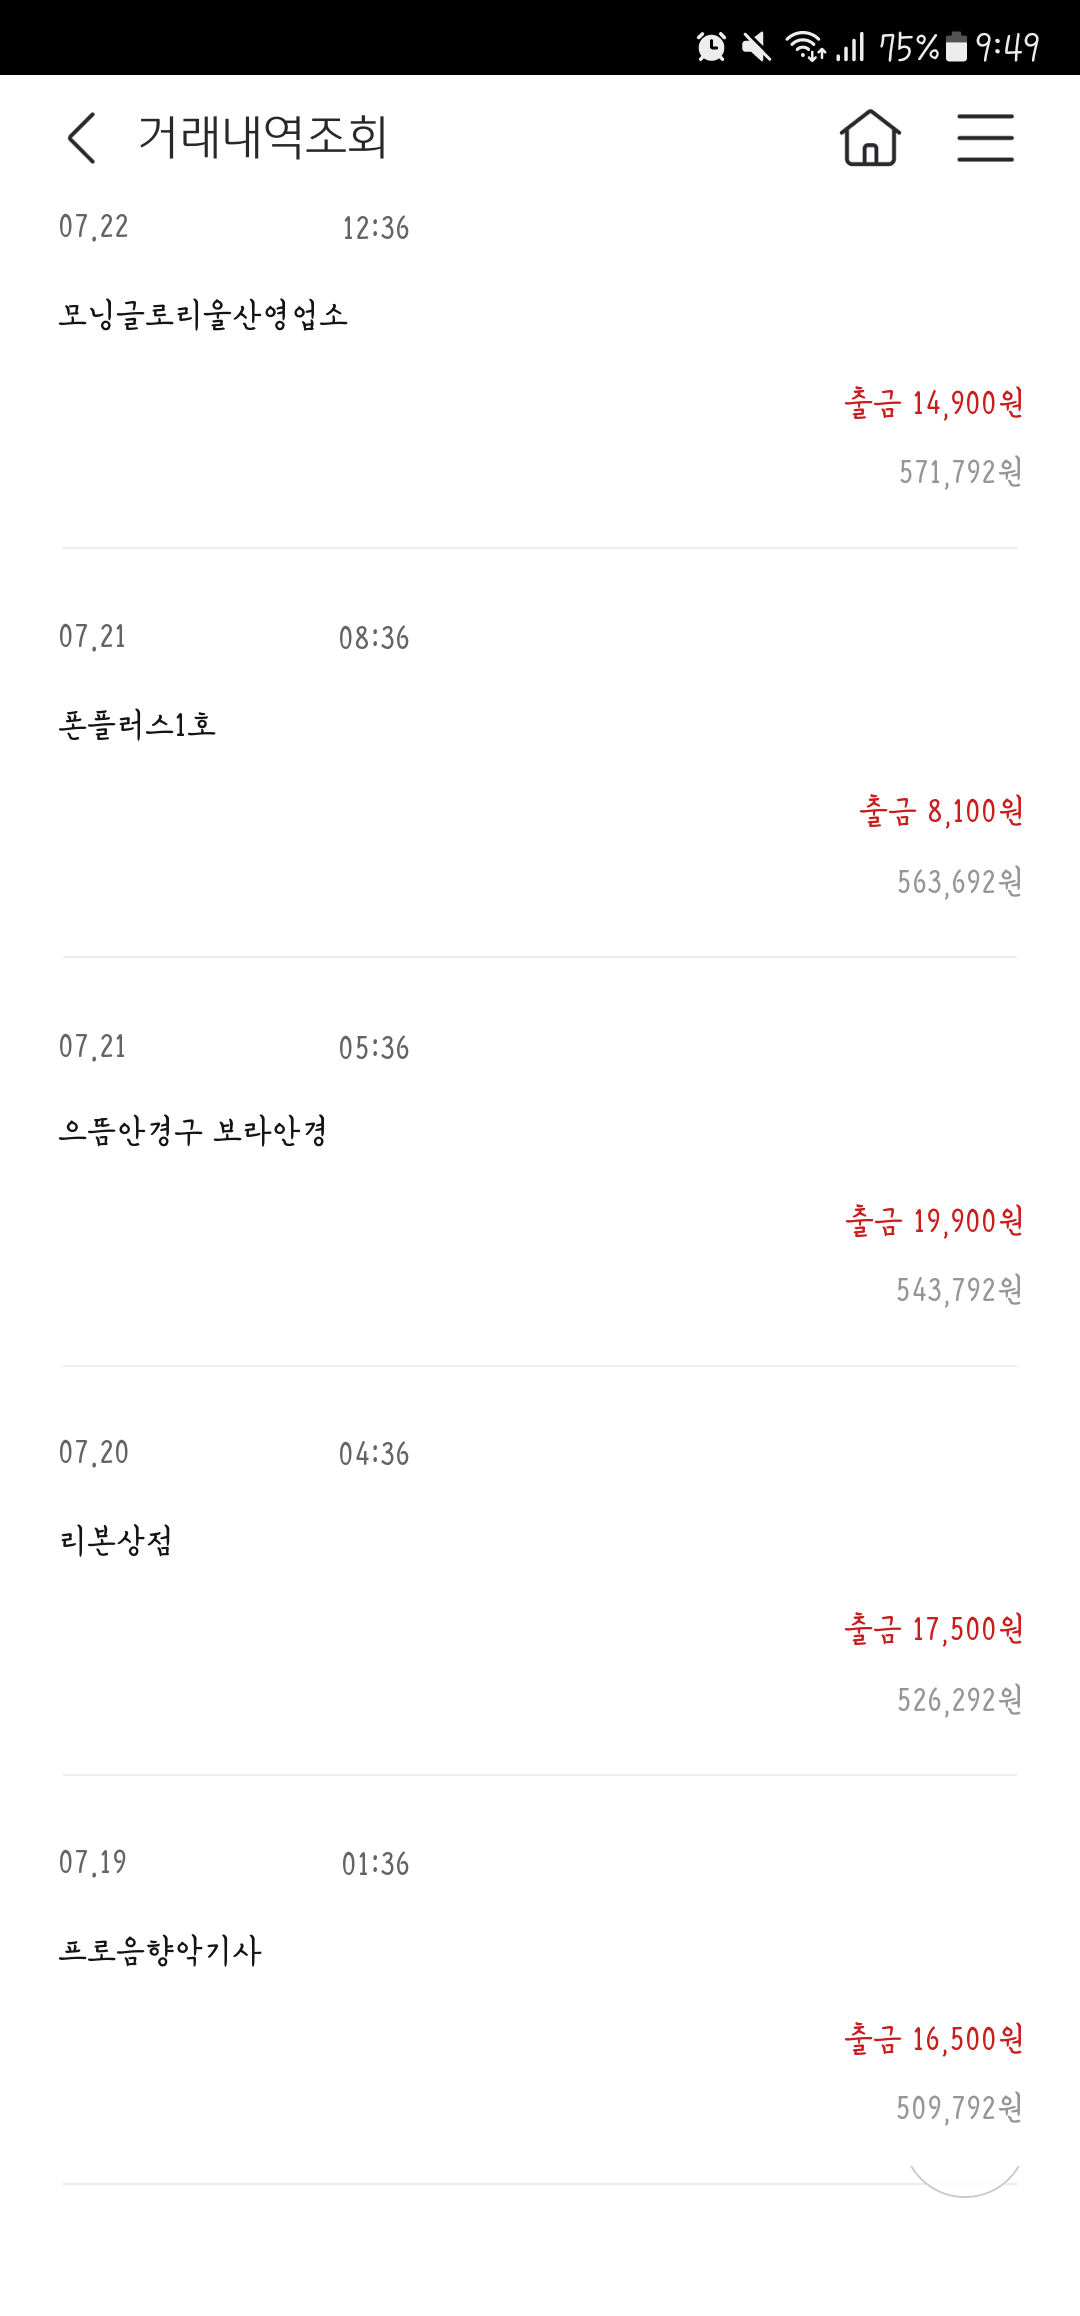 75% 9:49
거래내역조회
07.22 12:36
모닝글로리울산영업소
출금 14,900원
571,792원
07.21 08:36
폰플러스1호
출금 8,100원
563,692원
07.21 05:36
으뜸안경구 보라안경
출금 19,900원
543,792원
07.20 04:36
리본상점
출금 17,500원
526,292원
07.19 01:36
프로음향악기사
출금 16,500원
509,792원